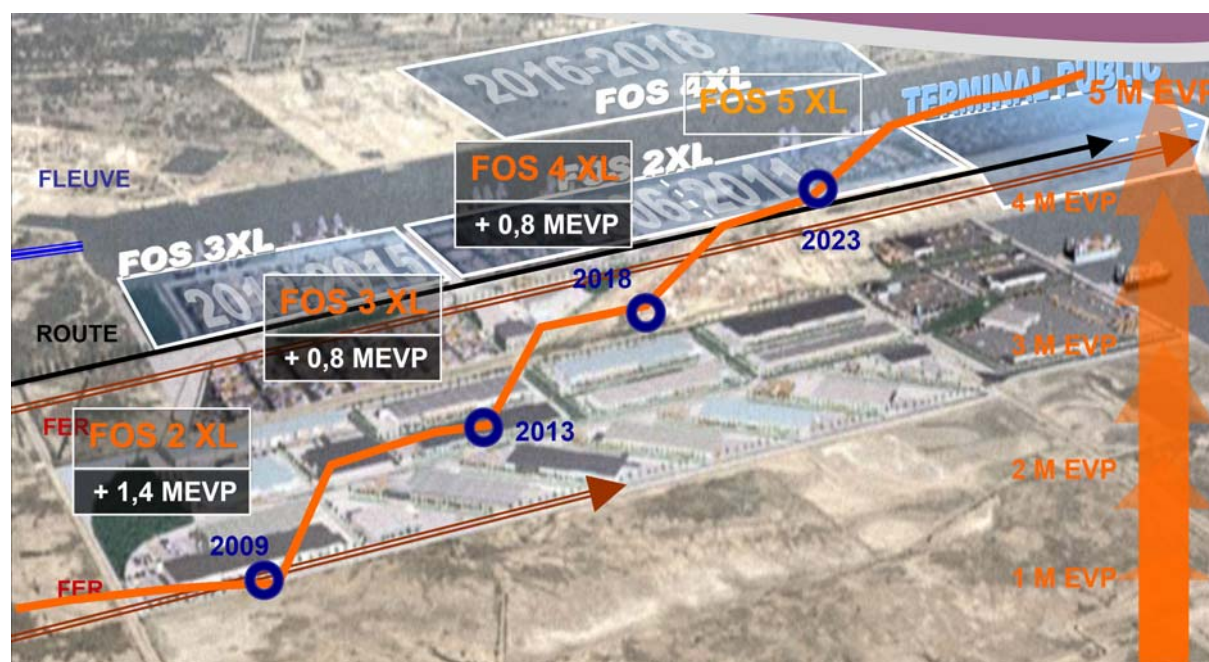 2016-2018
FOS 4XL
FOS 5 XL
TERMINAL PUBLIC
5 M EVP
FLEUVE
FOS 4 XL
+ 0,8 MEVP
FOS 2XL
4 M EVP
FOS 3XL
2023
2018
FOS 3 XL
+ 0,8 MEVP
ROUTE
3 M EVP
FER
FOS 2 XL
+ 1,4 MEVP
2013
2 M EVP
2009
FER
1 M EVP